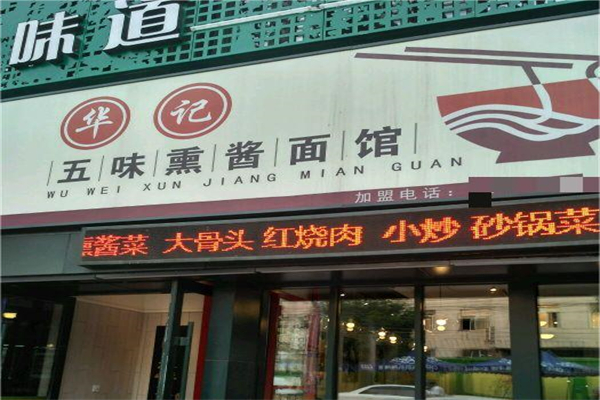 味道
华记
五味熏酱面馆
WU WEI XUN JIANG MIAN GUAN
加盟电话:
熏酱菜 大骨头 红烧肉 小炒 砂锅菜